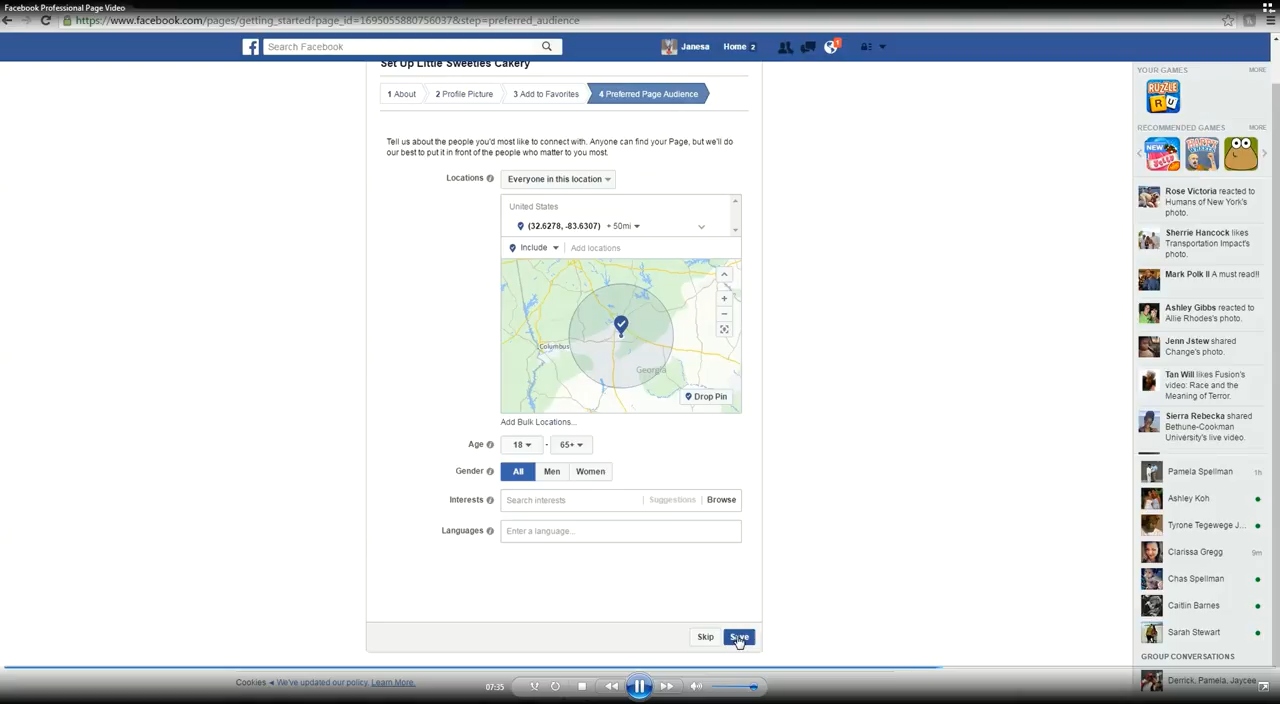 Facebook Professional Page Video
https://www.facebook.com/pages/getting_started?page_id=1695055880756037&step=preferred_audience
Search Facebook
Janesa
Home 2
Set Up Little Sweeties Cakery
1 About
2 Profile Picture
3 Add to Favorites
4 Preferred Page Audience
Tell us about the people you'd most like to connect with. Anyone can find your Page, but we'll do
our best to put it in front of the people who matter to you most.
Locations
Everyone in this location
United States
(32.6278, -83.6307) + 50mi
Include
Add locations
Columbus
Georgia
Drop Pin
Add Bulk Locations...
Age
18 - 65+
Gender
All
Men
Women
Interests
Search interests
Suggestions
Browse
Languages
Enter a language...
Skip
Save
YOUR GAMES
MORE
RUZZLE
RU
RECOMMENDED GAMES
MORE
NEW
Rose Victoria reacted to
Humans of New York's
photo.
Sherrie Hancock likes
Transportation Impact's
photo.
Mark Polk II A must read!!
Ashley Gibbs reacted to
Allie Rhodes's photo.
Jenn Jstew shared
Change's photo.
Tan Will likes Fusion's
video: Race and the
Meaning of Terror.
Sierra Rebecka shared
Bethune-Cookman
University's live video.
Pamela Spellman 1h
Ashley Koh
Tyrone Tegewege J...
Clarissa Gregg 9m
Chas Spellman
Caitlin Barnes
Sarah Stewart
GROUP CONVERSATIONS
Derrick, Pamela, Jaycee
Cookies ◂ We've updated our policy. Learn More.
07:35